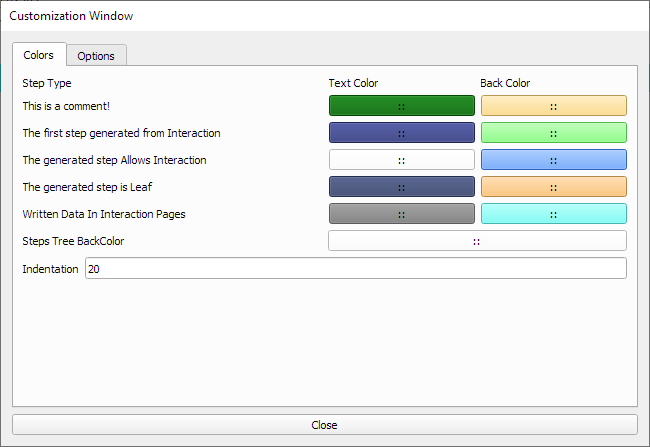 Customization Window
Colors Options
Step Type Text Color Back Color
This is a comment! :: ::
The first step generated from Interaction :: ::
The generated step Allows Interaction :: ::
The generated step is Leaf :: ::
Written Data In Interaction Pages :: ::
Steps Tree BackColor ::
Indentation 20
Close